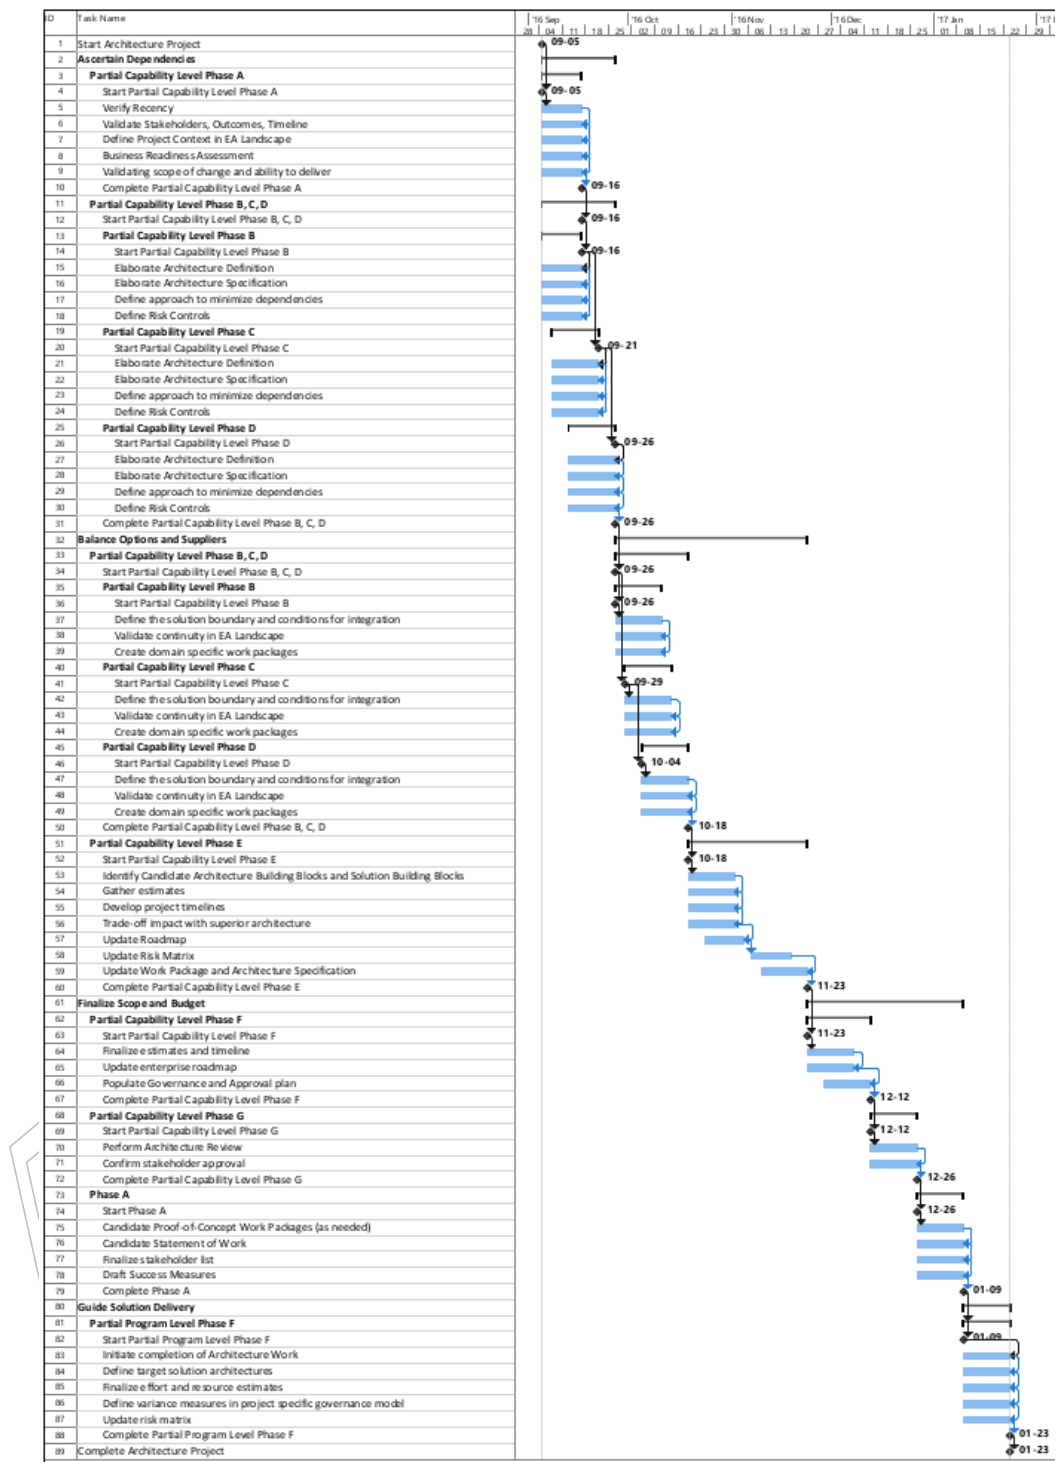 ID Task Name '16 Sep '16 Oct '16 Nov '16 Dec '17 Jan
28 04 11 18 25 02 09 16 23 30 06 13 20 27 04 11 18 25 01 08 15 22 29
1 Start Architecture Project 09-05
2 Ascertain Dependencies
3 Partial Capability Level Phase A
4 Start Partial Capability Level Phase A 09-05
5 Verify Recency
6 Validate Stakeholders, Outcomes, Timeline
7 Define Project Context in EA Landscape
8 Business Readiness Assessment
9 Validating scope of change and ability to deliver
10 Complete Partial Capability Level Phase A 09-16
11 Partial Capability Level Phase B, C, D
12 Start Partial Capability Level Phase B, C, D 09-16
13 Partial Capability Level Phase B
14 Start Partial Capability Level Phase B 09-16
15 Elaborate Architecture Definition
16 Elaborate Architecture Specification
17 Define approach to minimize dependencies
18 Define Risk Controls
19 Partial Capability Level Phase C
20 Start Partial Capability Level Phase C 09-21
21 Elaborate Architecture Definition
22 Elaborate Architecture Specification
23 Define approach to minimize dependencies
24 Define Risk Controls
25 Partial Capability Level Phase D
26 Start Partial Capability Level Phase D 09-26
27 Elaborate Architecture Definition
28 Elaborate Architecture Specification
29 Define approach to minimize dependencies
30 Define Risk Controls
31 Complete Partial Capability Level Phase B, C, D 09-26
32 Balance Options and Suppliers
33 Partial Capability Level Phase B, C, D
34 Start Partial Capability Level Phase B, C, D 09-26
35 Partial Capability Level Phase B
36 Start Partial Capability Level Phase B 09-26
37 Define the solution boundary and conditions for integration
38 Validate continuity in EA Landscape
39 Create domain specific work packages
40 Partial Capability Level Phase C
41 Start Partial Capability Level Phase C 09-29
42 Define the solution boundary and conditions for integration
43 Validate continuity in EA Landscape
44 Create domain specific work packages
45 Partial Capability Level Phase D
46 Start Partial Capability Level Phase D 10-04
47 Define the solution boundary and conditions for integration
48 Validate continuity in EA Landscape
49 Create domain specific work packages
50 Complete Partial Capability Level Phase B, C, D 10-18
51 Partial Capability Level Phase E
52 Start Partial Capability Level Phase E 10-18
53 Identify Candidate Architecture Building Blocks and Solution Building Blocks
54 Gather estimates
55 Develop project timelines
56 Trade-off impact with superior architecture
57 Update Roadmap
58 Update Risk Matrix
59 Update Work Package and Architecture Specification
60 Complete Partial Capability Level Phase E 11-23
61 Finalize Scope and Budget
62 Partial Capability Level Phase F
63 Start Partial Capability Level Phase F 11-23
64 Finalize estimates and timeline
65 Update enterprise roadmap
66 Populate Governance and Approval plan
67 Complete Partial Capability Level Phase F 12-12
68 Partial Capability Level Phase G
69 Start Partial Capability Level Phase G 12-12
70 Perform Architecture Review
71 Confirm stakeholder approval
72 Complete Partial Capability Level Phase G 12-26
73 Phase A
74 Start Phase A 12-26
75 Candidate Proof-of-Concept Work Packages (as needed)
76 Candidate Statement of Work
77 Finalize stakeholder list
78 Draft Success Measures
79 Complete Phase A 01-09
80 Guide Solution Delivery
81 Partial Program Level Phase F
82 Start Partial Program Level Phase F 01-09
83 Initiate completion of Architecture Work
84 Define target solution architectures
85 Finalize effort and resource estimates
86 Define variance measures in project specific governance model
87 Update risk matrix
88 Complete Partial Program Level Phase F 01-23
89 Complete Architecture Project 01-23